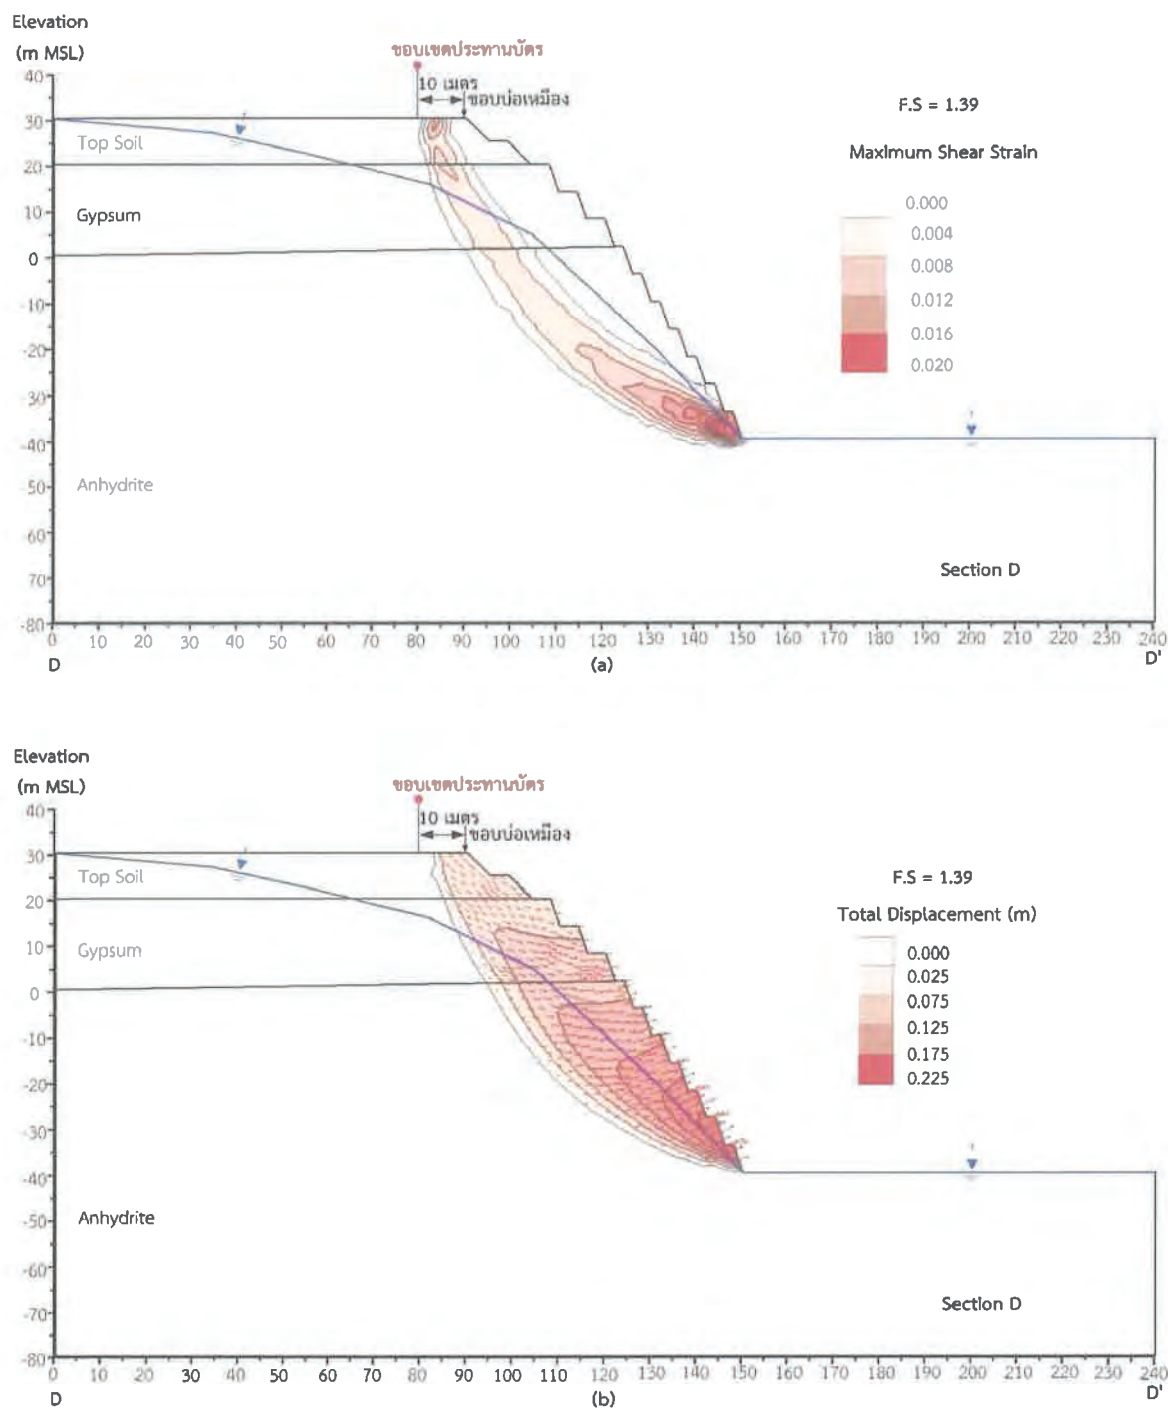 Elevation
(m MSL)
ขอบเขตประทานบัตร
10 เมตร
ขอบบ่อเหมือง
F.S = 1.39
Maximum Shear Strain
0.000
0.004
0.008
0.012
0.016
0.020
40
30
20
10
0
-10
-20
30
-40
-50
60
70
-80
Top Soil
Gypsum
Anhydrite
Section D
0 10 20 30 40 50 60 70 80 90 100 110 120 130 140 150 160 170 180 190 200 210 220 230 240
D (a) D'
Elevation
(m MSL)
ขอบเขตประทานบัตร
10 เมตร
ขอบบ่อเหมือง
F.S = 1.39
Total Displacement (m)
0.000
0.025
0.075
0.125
0.175
0.225
40
30
20
10
0
-10
-20
-30
-40
-50
-60
-70
-80
Top Soil
Gypsum
Anhydrite
Section D
0 10 20 30 40 50 60 70 80 90 100 110 120 130 140 150 160 170 180 190 200 210 220 230 240
D (b) D'